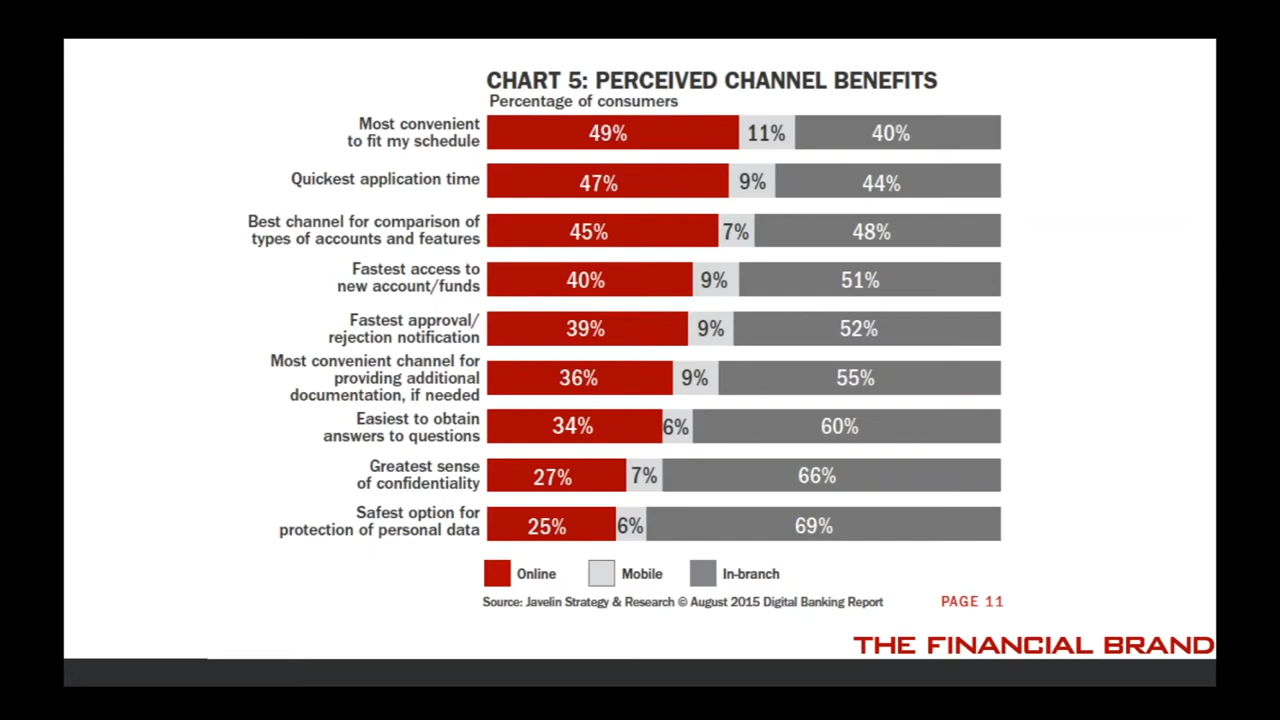 CHART 5: PERCEIVED CHANNEL BENEFITS
Percentage of consumers
Most convenient
to fit my schedule
49% 11% 40%
Quickest application time
47% 9% 44%
Best channel for comparison of
types of accounts and features
45% 7% 48%
Fastest access to
new account/funds
40% 9% 51%
Fastest approval/
rejection notification
39% 9% 52%
Most convenient channel for
providing additional
documentation, if needed
36% 9% 55%
Easiest to obtain
answers to questions
34% 6% 60%
Greatest sense
of confidentiality
27% 7% 66%
Safest option for
protection of personal data
25% 6% 69%
Online Mobile In-branch
Source: Javelin Strategy & Research © August 2015 Digital Banking Report
PAGE 11
THE FINANCIAL BRAND